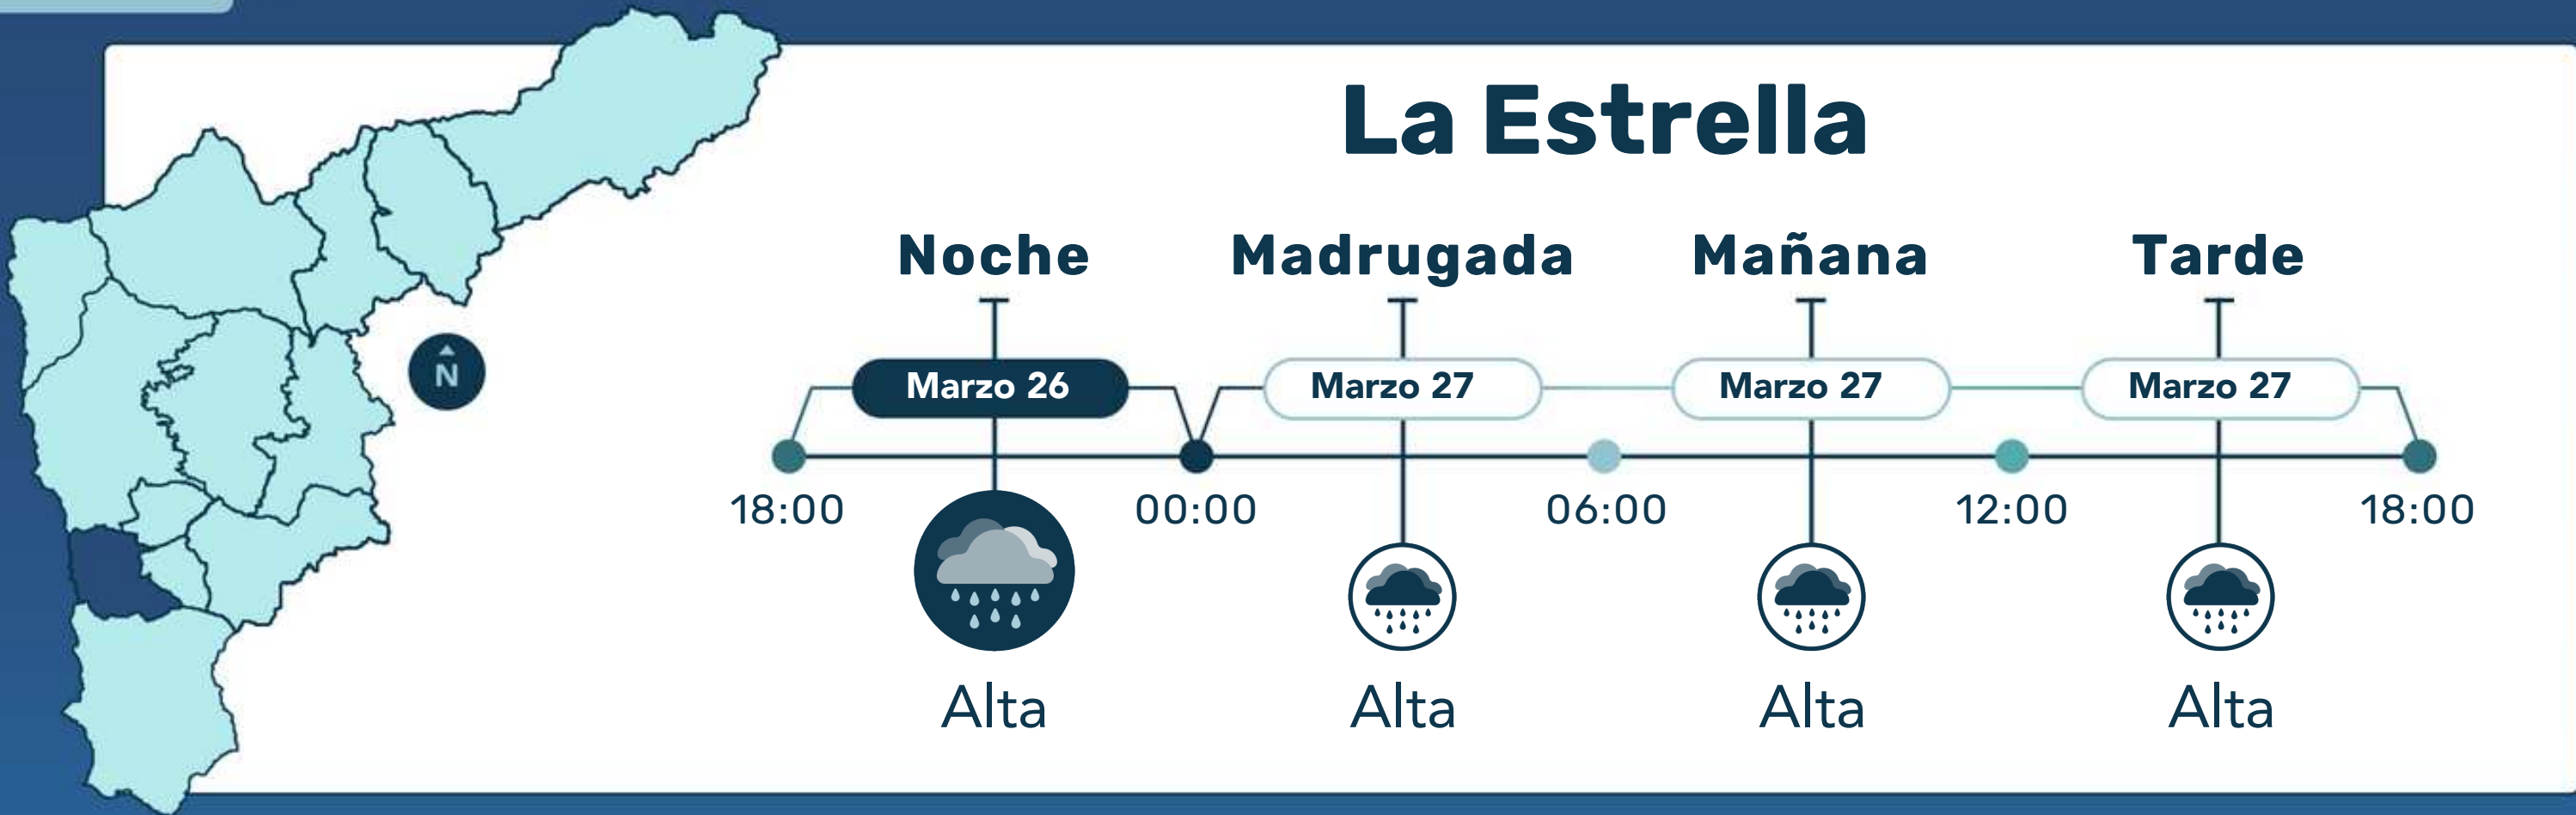 La Estrella
Noche Madrugada Mañana Tarde
N
Marzo 26 Marzo 27 Marzo 27 Marzo 27
18:00 00:00 06:00 12:00 18:00
Alta Alta Alta Alta